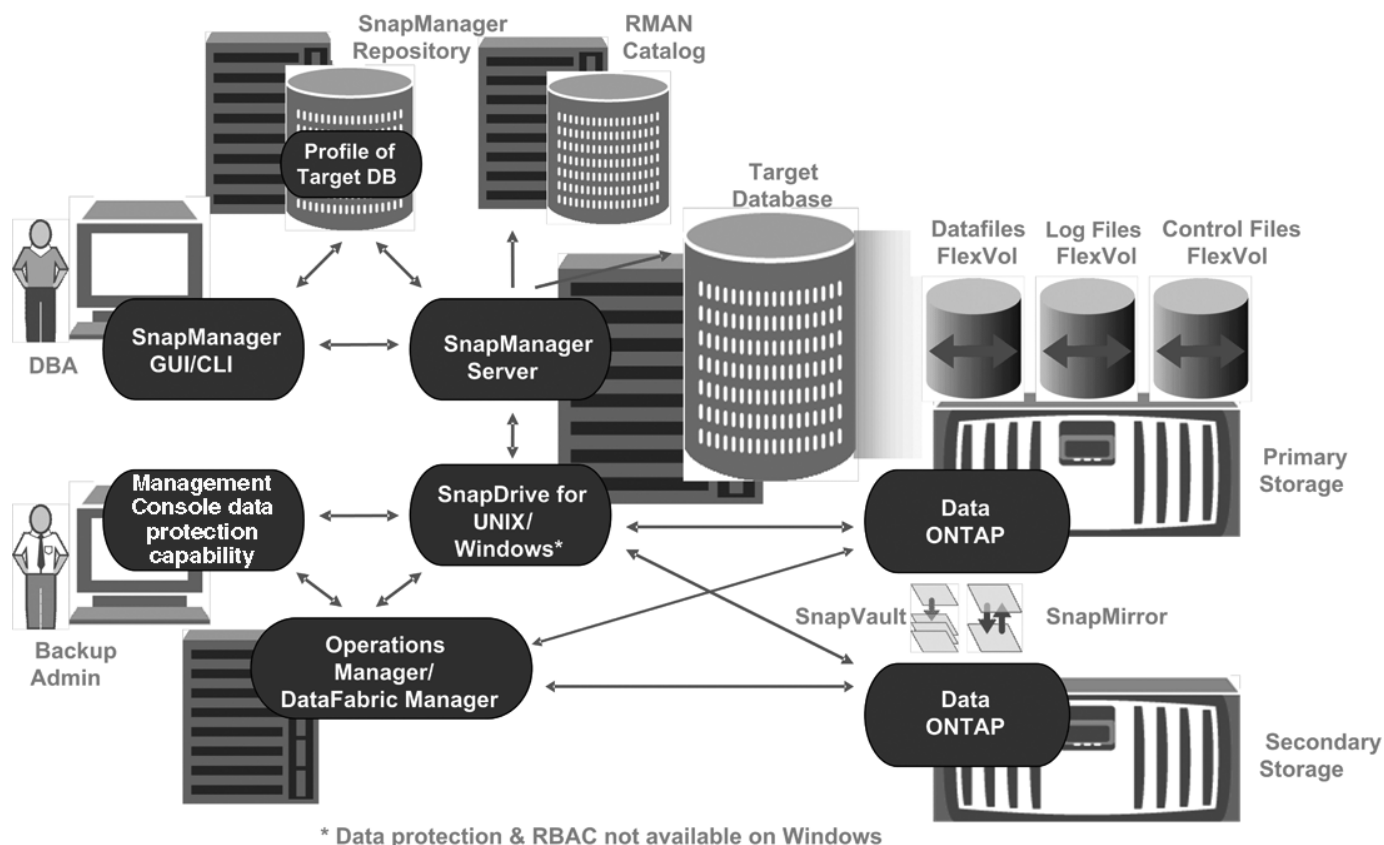 SnapManager
Repository
RMAN
Catalog
Profile of
Target DB
Target
Database
Datafiles
FlexVol
Log Files
FlexVol
Control Files
FlexVol
DBA
SnapManager
GUI/CLI
SnapManager
Server
Primary
Storage
Management
Console data
protection
capability
SnapDrive for
UNIX/
Windows*
Data
ONTAP
SnapVault
SnapMirror
Backup
Admin
Operations
Manager/
DataFabric Manager
Data
ONTAP
Secondary
Storage
* Data protection & RBAC not available on Windows